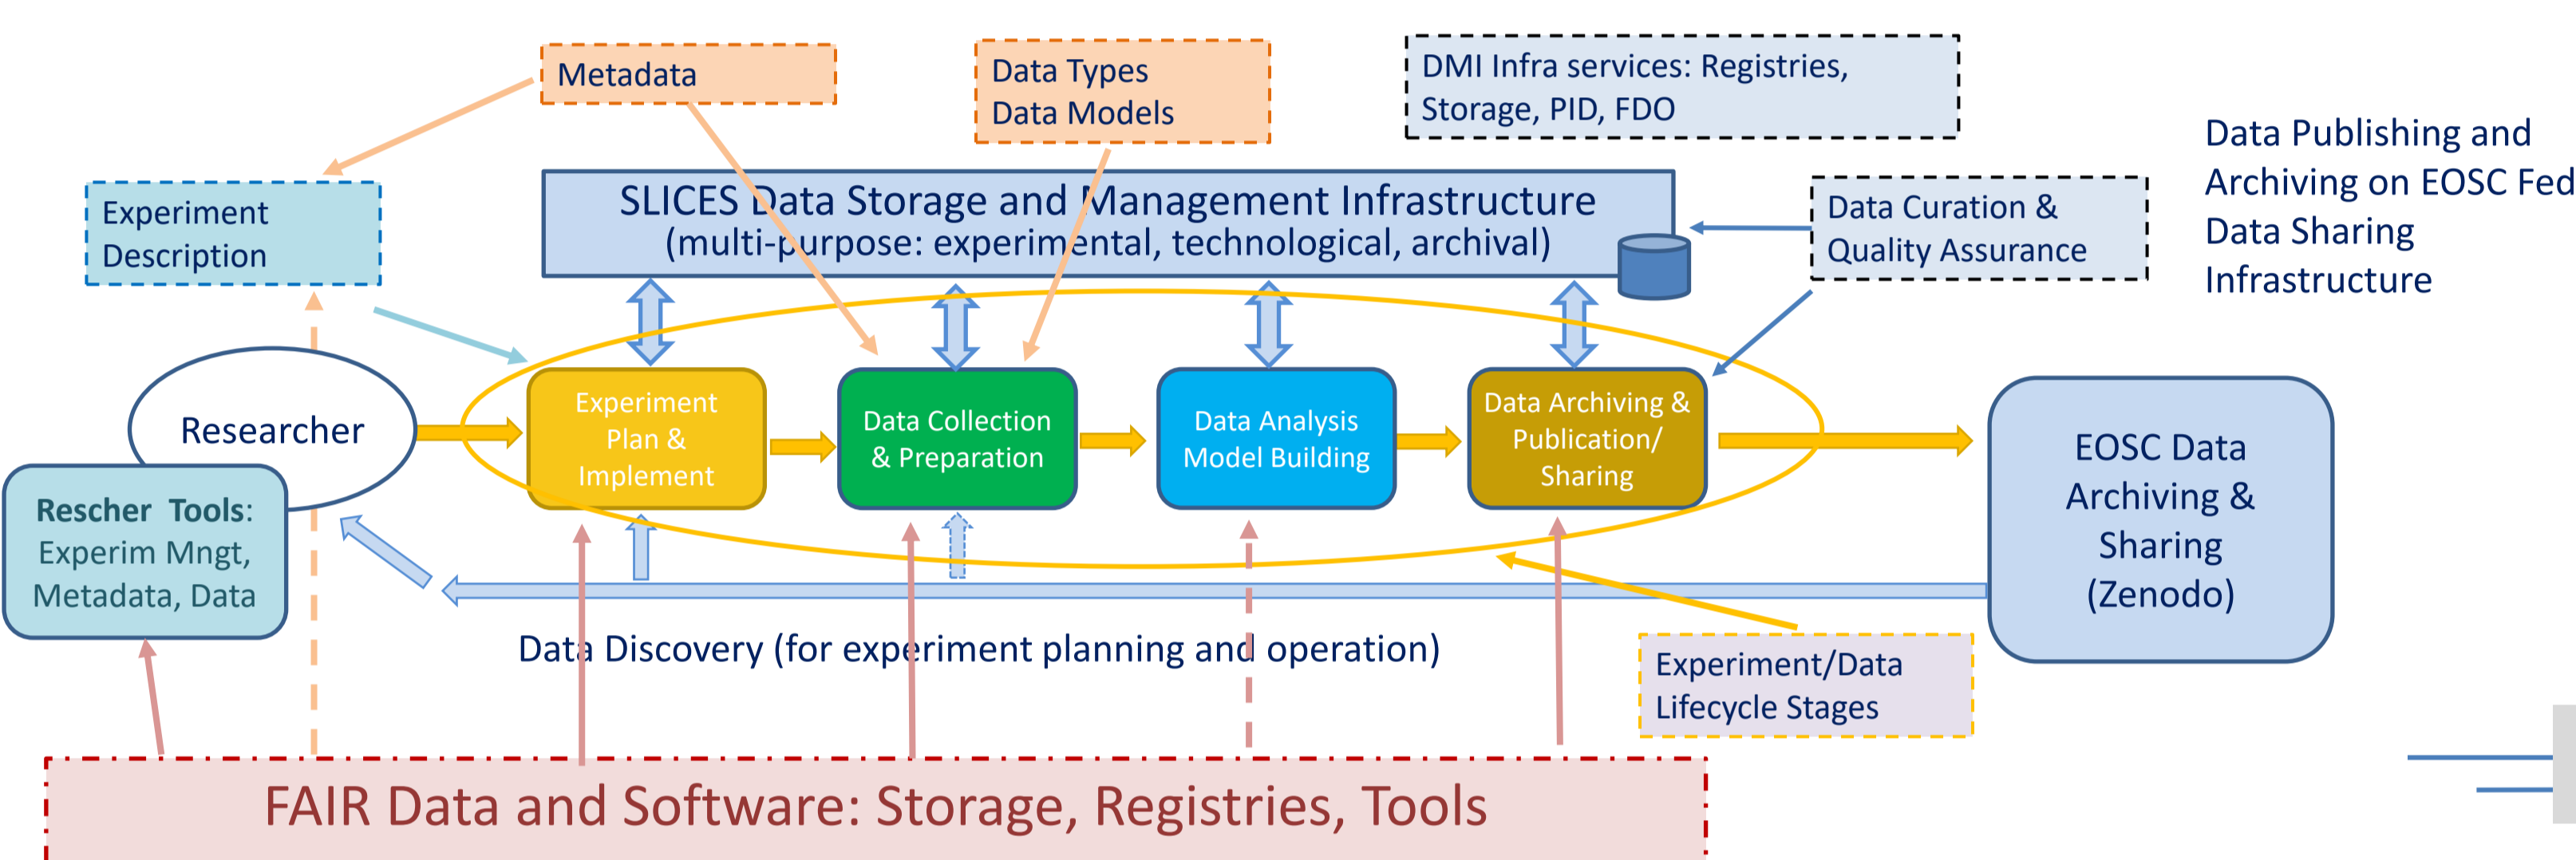 Metadata
Data Types
Data Models
DMI Infra services: Registries,
Storage, PID, FDO
Data Publishing and
Archiving on EOSC Fed
Data Sharing
Infrastructure
Experiment
Description
SLICES Data Storage and Management Infrastructure
(multi-purpose: experimental, technological, archival)
Data Curation &
Quality Assurance
Researcher
Experiment
Plan &
Implement
Data Collection
& Preparation
Data Analysis
Model Building
Data Archiving &
Publication/
Sharing
EOSC Data
Archiving &
Sharing
(Zenodo)
Rescher Tools:
Experim Mngt,
Metadata, Data
Data Discovery (for experiment planning and operation)
Experiment/Data
Lifecycle Stages
FAIR Data and Software: Storage, Registries, Tools